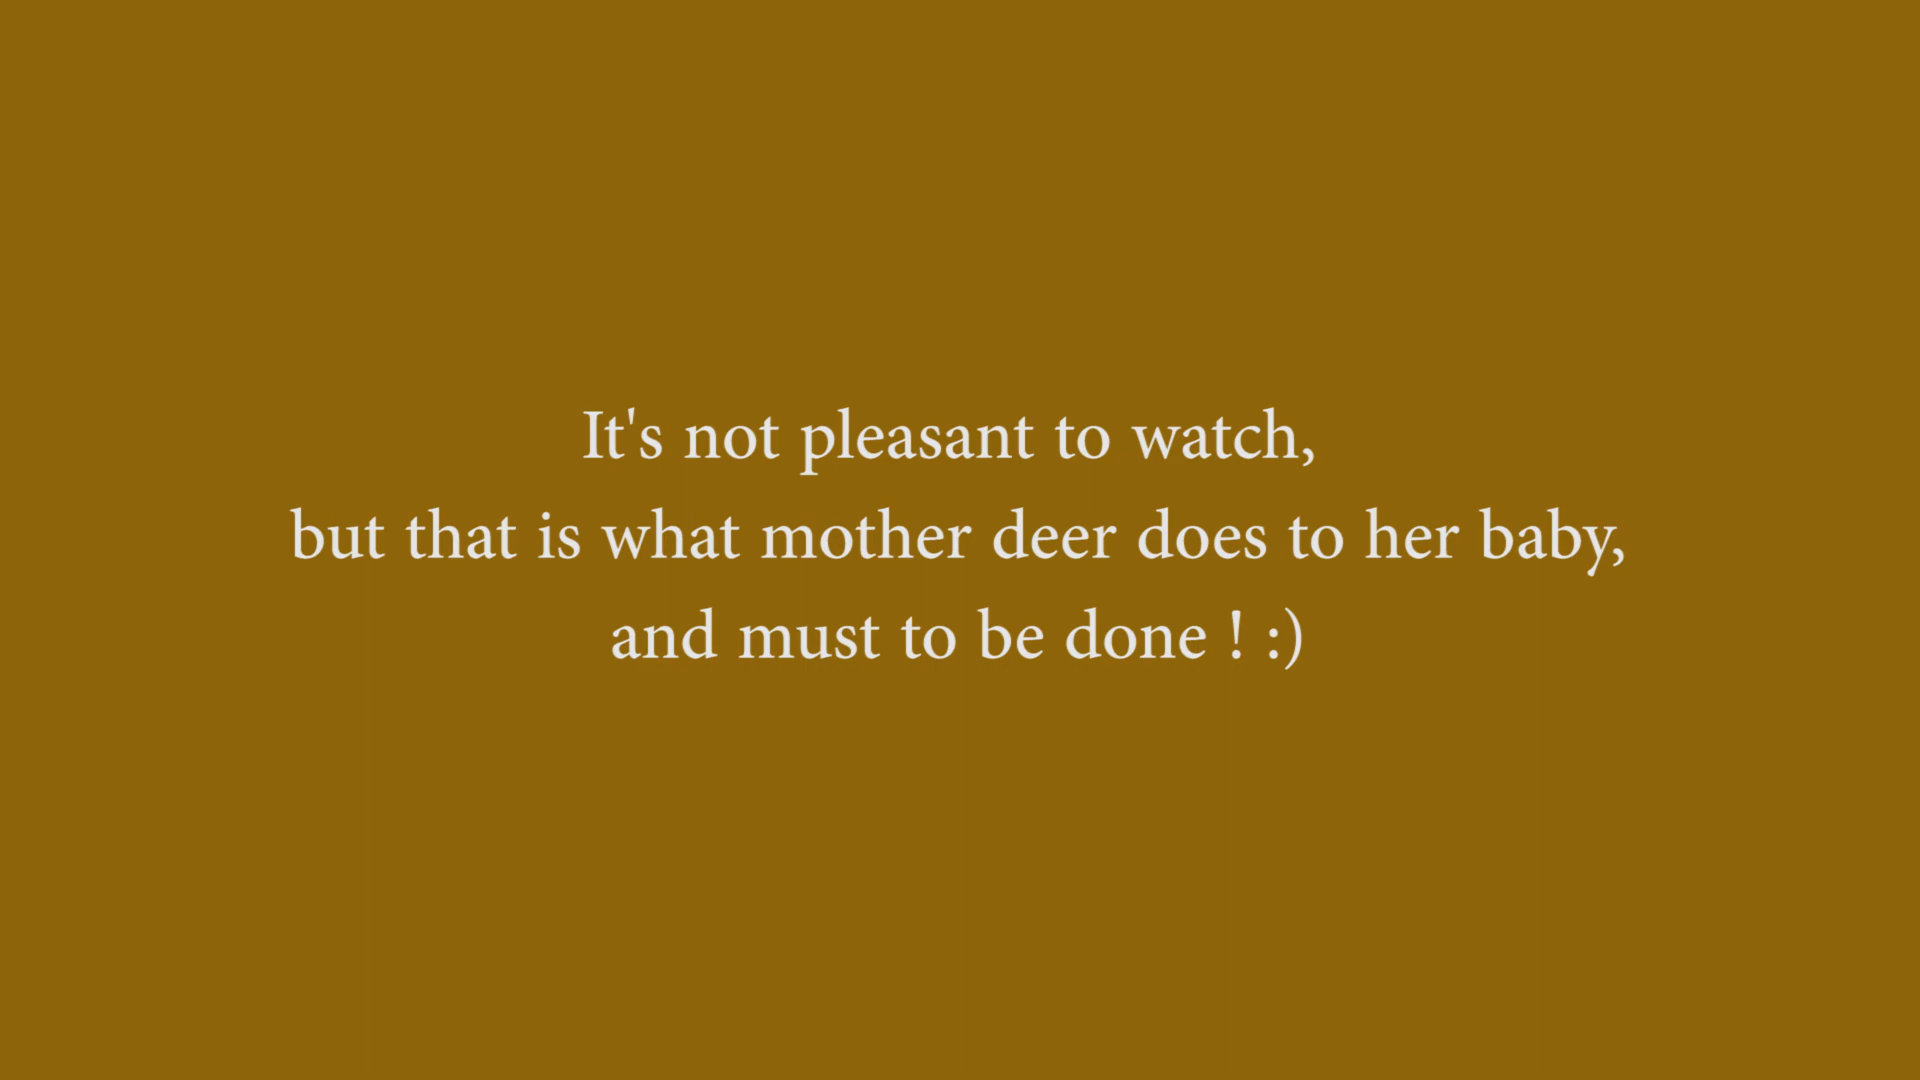 It's not pleasant to watch,
but that is what mother deer does to her baby,
and must to be done ! :)